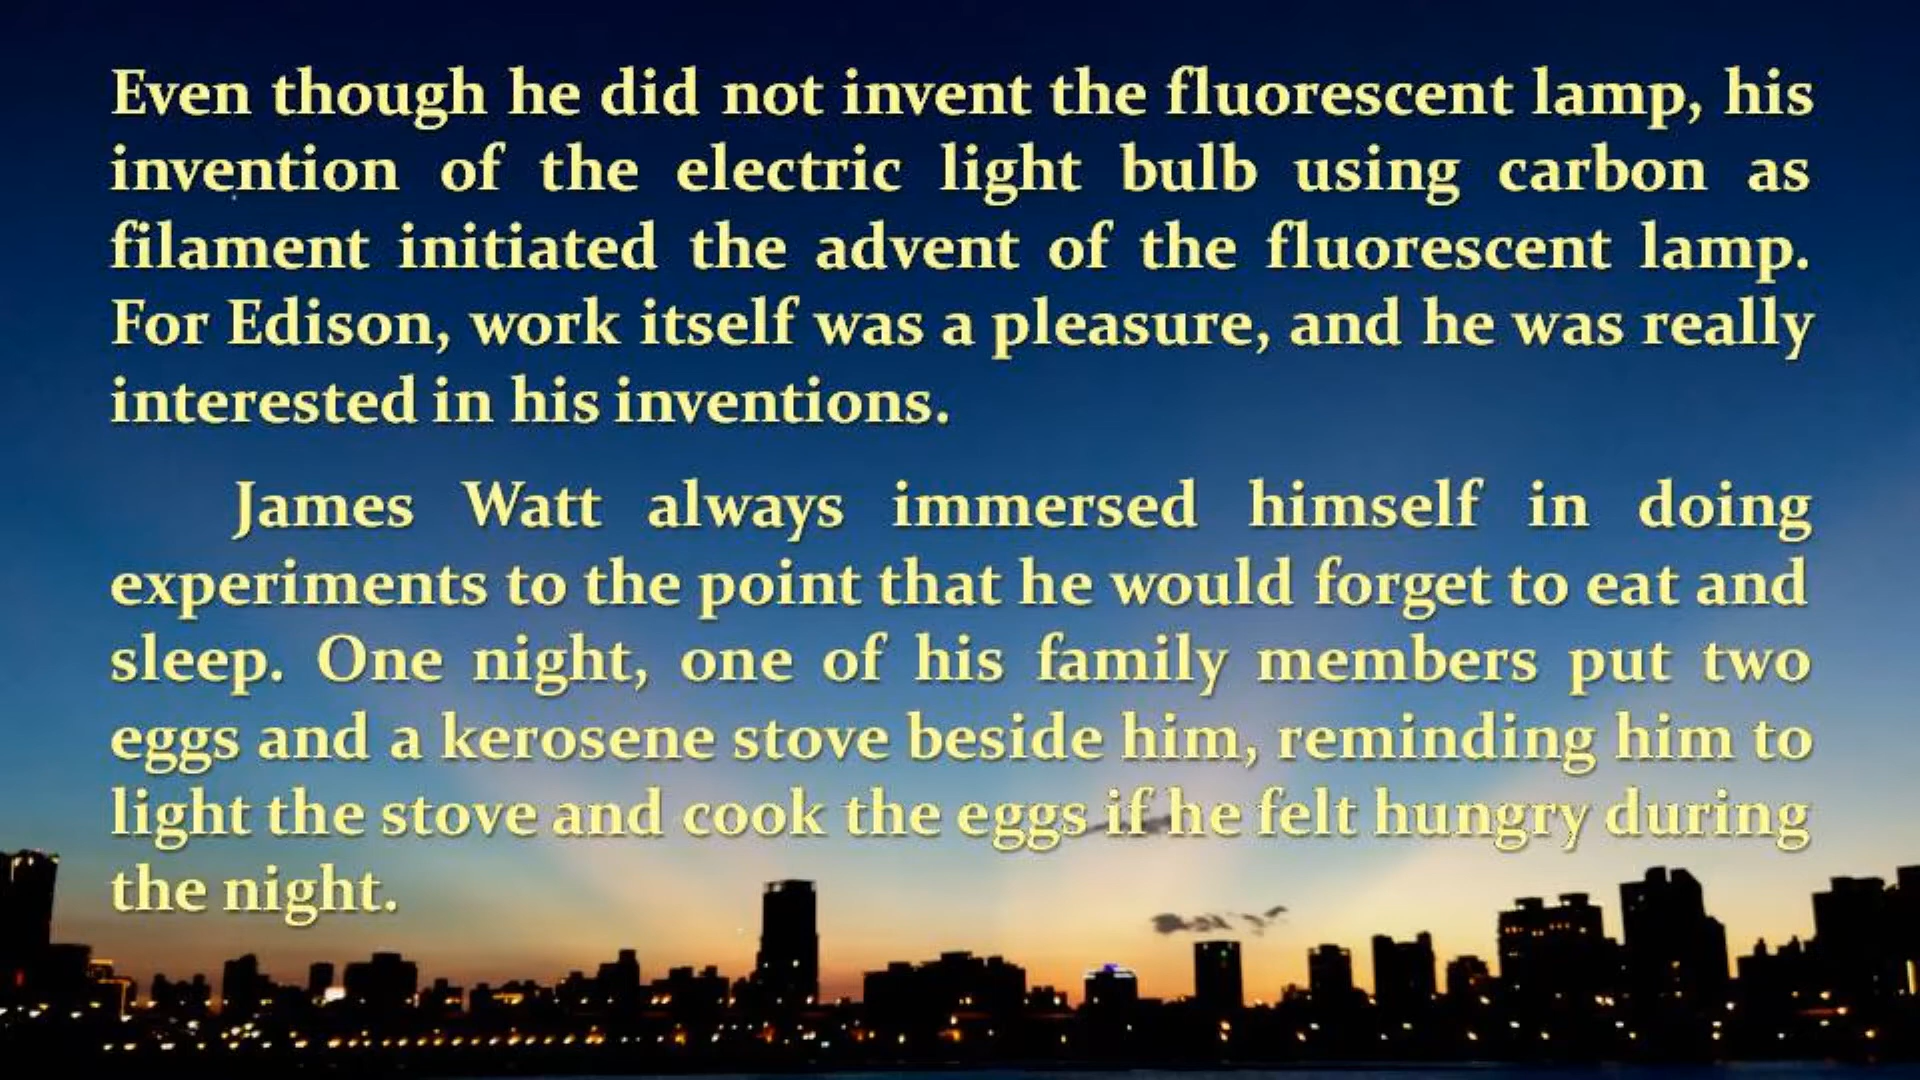 Even though he did not invent the fluorescent lamp, his
invention of the electric light bulb using carbon as
filament initiated the advent of the fluorescent lamp.
For Edison, work itself was a pleasure, and he was really
interested in his inventions.
James Watt always immersed himself in doing
experiments to the point that he would forget to eat and
sleep. One night, one of his family members put two
eggs and a kerosene stove beside him, reminding him to
light the stove and cook the eggs if he felt hungry during
the night.